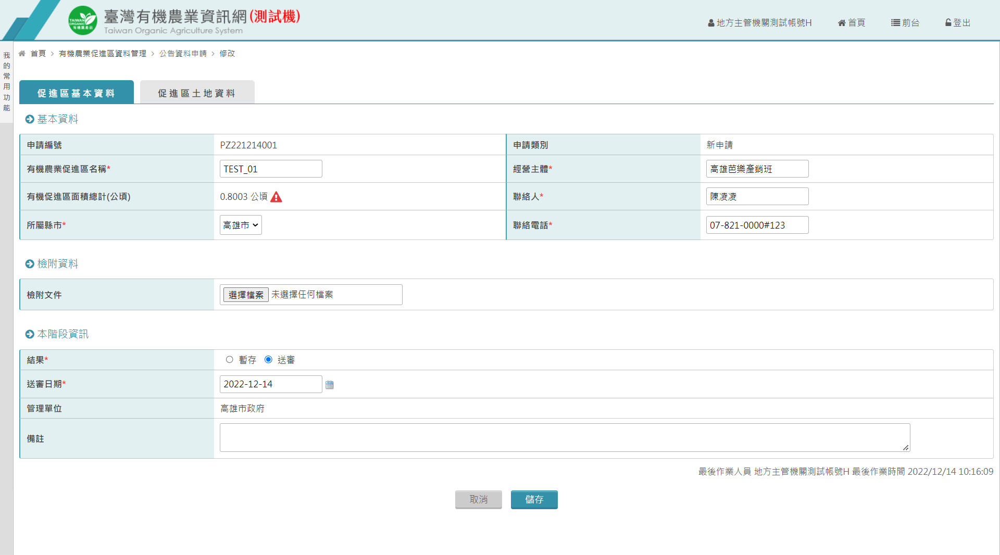 臺灣有機農業資訊網(測試機)
Taiwan Organic Agriculture System
TAIWAN
ORGANIC
有機農產品
地方主管機關測試帳號H 首頁 前台 登出
我的常用功能
首頁 > 有機農業促進區資料管理 > 公告資料申請 > 修改
促進區基本資料 促進區土地資料
基本資料
申請編號 PZ221214001 申請類別 新申請
有機農業促進區名稱* TEST_01 經營主體* 高雄芭樂產銷班
有機促進區面積總計(公頃) 0.8003 公頃 聯絡人* 陳凌凌
所屬縣市* 高雄市 聯絡電話* 07-821-0000#123
檢附資料
檢附文件 選擇檔案 未選擇任何檔案
本階段資訊
結果* 暫存 送審
送審日期* 2022-12-14
管理單位 高雄市政府
備註
最後作業人員 地方主管機關測試帳號H 最後作業時間 2022/12/14 10:16:09
取消 儲存